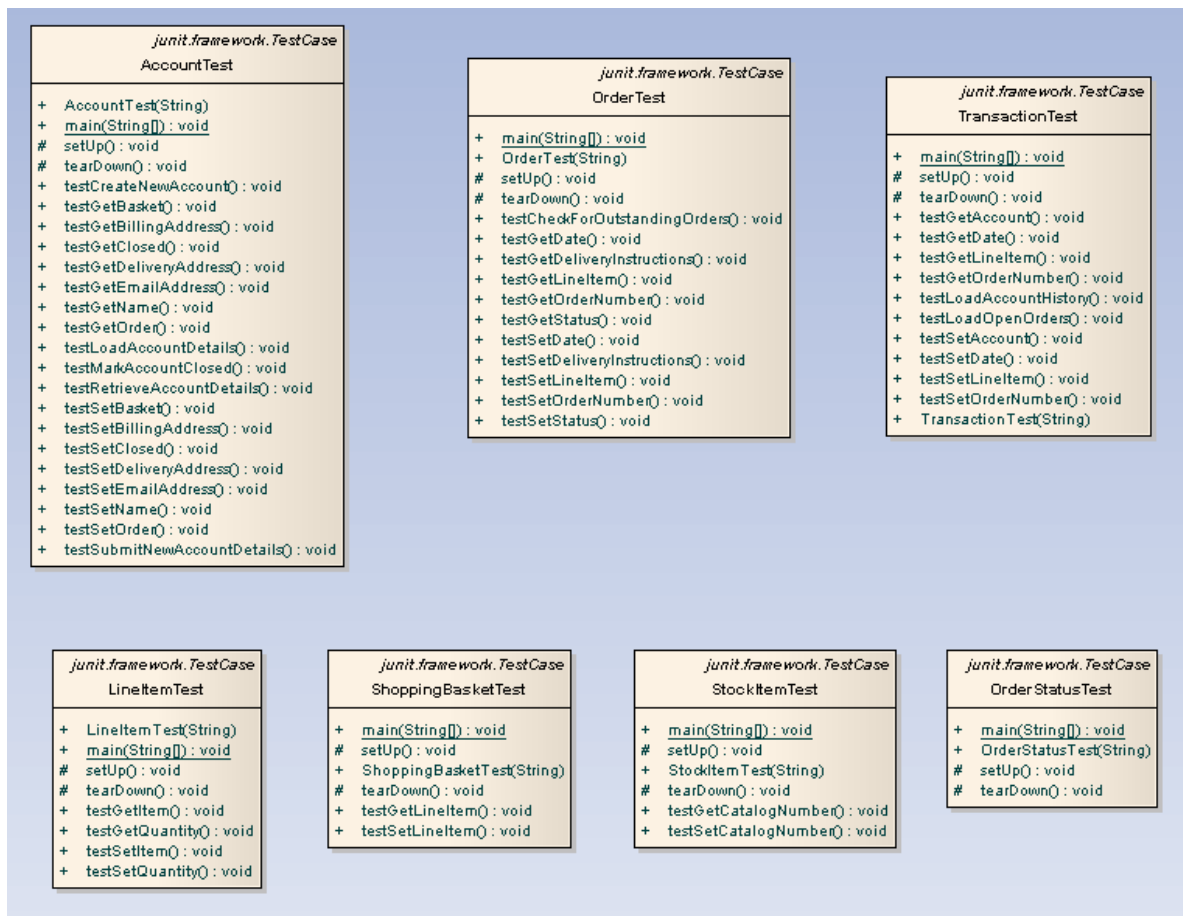 junit.framework.TestCase
AccountTest
+ AccountTest(String)
+ main(String[]) : void
# setUp() : void
# tearDown() : void
+ testCreateNewAccount() : void
+ testGetBasket() : void
+ testGetBillingAddress() : void
+ testGetClosed() : void
+ testGetDeliveryAddress() : void
+ testGetEmailAddress() : void
+ testGetName() : void
+ testGetOrder() : void
+ testLoadAccountDetails() : void
+ testMarkAccountClosed() : void
+ testRetrieveAccountDetails() : void
+ testSetBasket() : void
+ testSetBillingAddress() : void
+ testSetClosed() : void
+ testSetDeliveryAddress() : void
+ testSetEmailAddress() : void
+ testSetName() : void
+ testSetOrder() : void
+ testSubmitNewAccountDetails() : void
junit.framework.TestCase
OrderTest
+ main(String[]) : void
+ OrderTest(String)
# setUp() : void
# tearDown() : void
+ testCheckForOutstandingOrders() : void
+ testGetDate() : void
+ testGetDeliveryInstructions() : void
+ testGetLineItem() : void
+ testGetOrderNumber() : void
+ testGetStatus() : void
+ testSetDate() : void
+ testSetDeliveryInstructions() : void
+ testSetLineItem() : void
+ testSetOrderNumber() : void
+ testSetStatus() : void
junit.framework.TestCase
TransactionTest
+ main(String[]) : void
# setUp() : void
# tearDown() : void
+ testGetAccount() : void
+ testGetDate() : void
+ testGetLineItem() : void
+ testGetOrderNumber() : void
+ testLoadAccountHistory() : void
+ testLoadOpenOrders() : void
+ testSetAccount() : void
+ testSetDate() : void
+ testSetLineItem() : void
+ testSetOrderNumber() : void
+ TransactionTest(String)
junit.framework.TestCase
LineItemTest
+ LineItemTest(String)
+ main(String[]) : void
# setUp() : void
# tearDown() : void
+ testGetItem() : void
+ testGetQuantity() : void
+ testSetItem() : void
+ testSetQuantity() : void
junit.framework.TestCase
ShoppingBasketTest
+ main(String[]) : void
# setUp() : void
+ ShoppingBasketTest(String)
# tearDown() : void
+ testGetLineItem() : void
+ testSetLineItem() : void
junit.framework.TestCase
StockItemTest
+ main(String[]) : void
# setUp() : void
+ StockItemTest(String)
# tearDown() : void
+ testGetCatalogNumber() : void
+ testSetCatalogNumber() : void
junit.framework.TestCase
OrderStatusTest
+ main(String[]) : void
+ OrderStatusTest(String)
# setUp() : void
# tearDown() : void